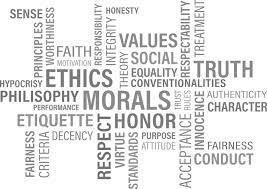 SENSE
PRINCIPLES
WORTHINESS
FAITH
MOTIVATION
INTEGRITY
HONESTY
RESPONSIBILITY
VALUES
THEORY
SOCIAL
EQUALITY
RESPECTABILITY
TREATMENT
TRUTH
HYPOCRISY
ETHICS
CONVENTIONALITIES
PHILISOPHY
MORALS
TRUST
RULES
AUTHENTICITY
PERFORMANCE
INNOCENCE
CHARACTER
ETIQUETTE
HONOR
FAIRNESS
CRITERIA
DECENCY
RESPECT
VIRTUE
STANDARDS
PURPOSE
ATTITUDE
ACCEPTANCE
FAIRNESS
CONDUCT